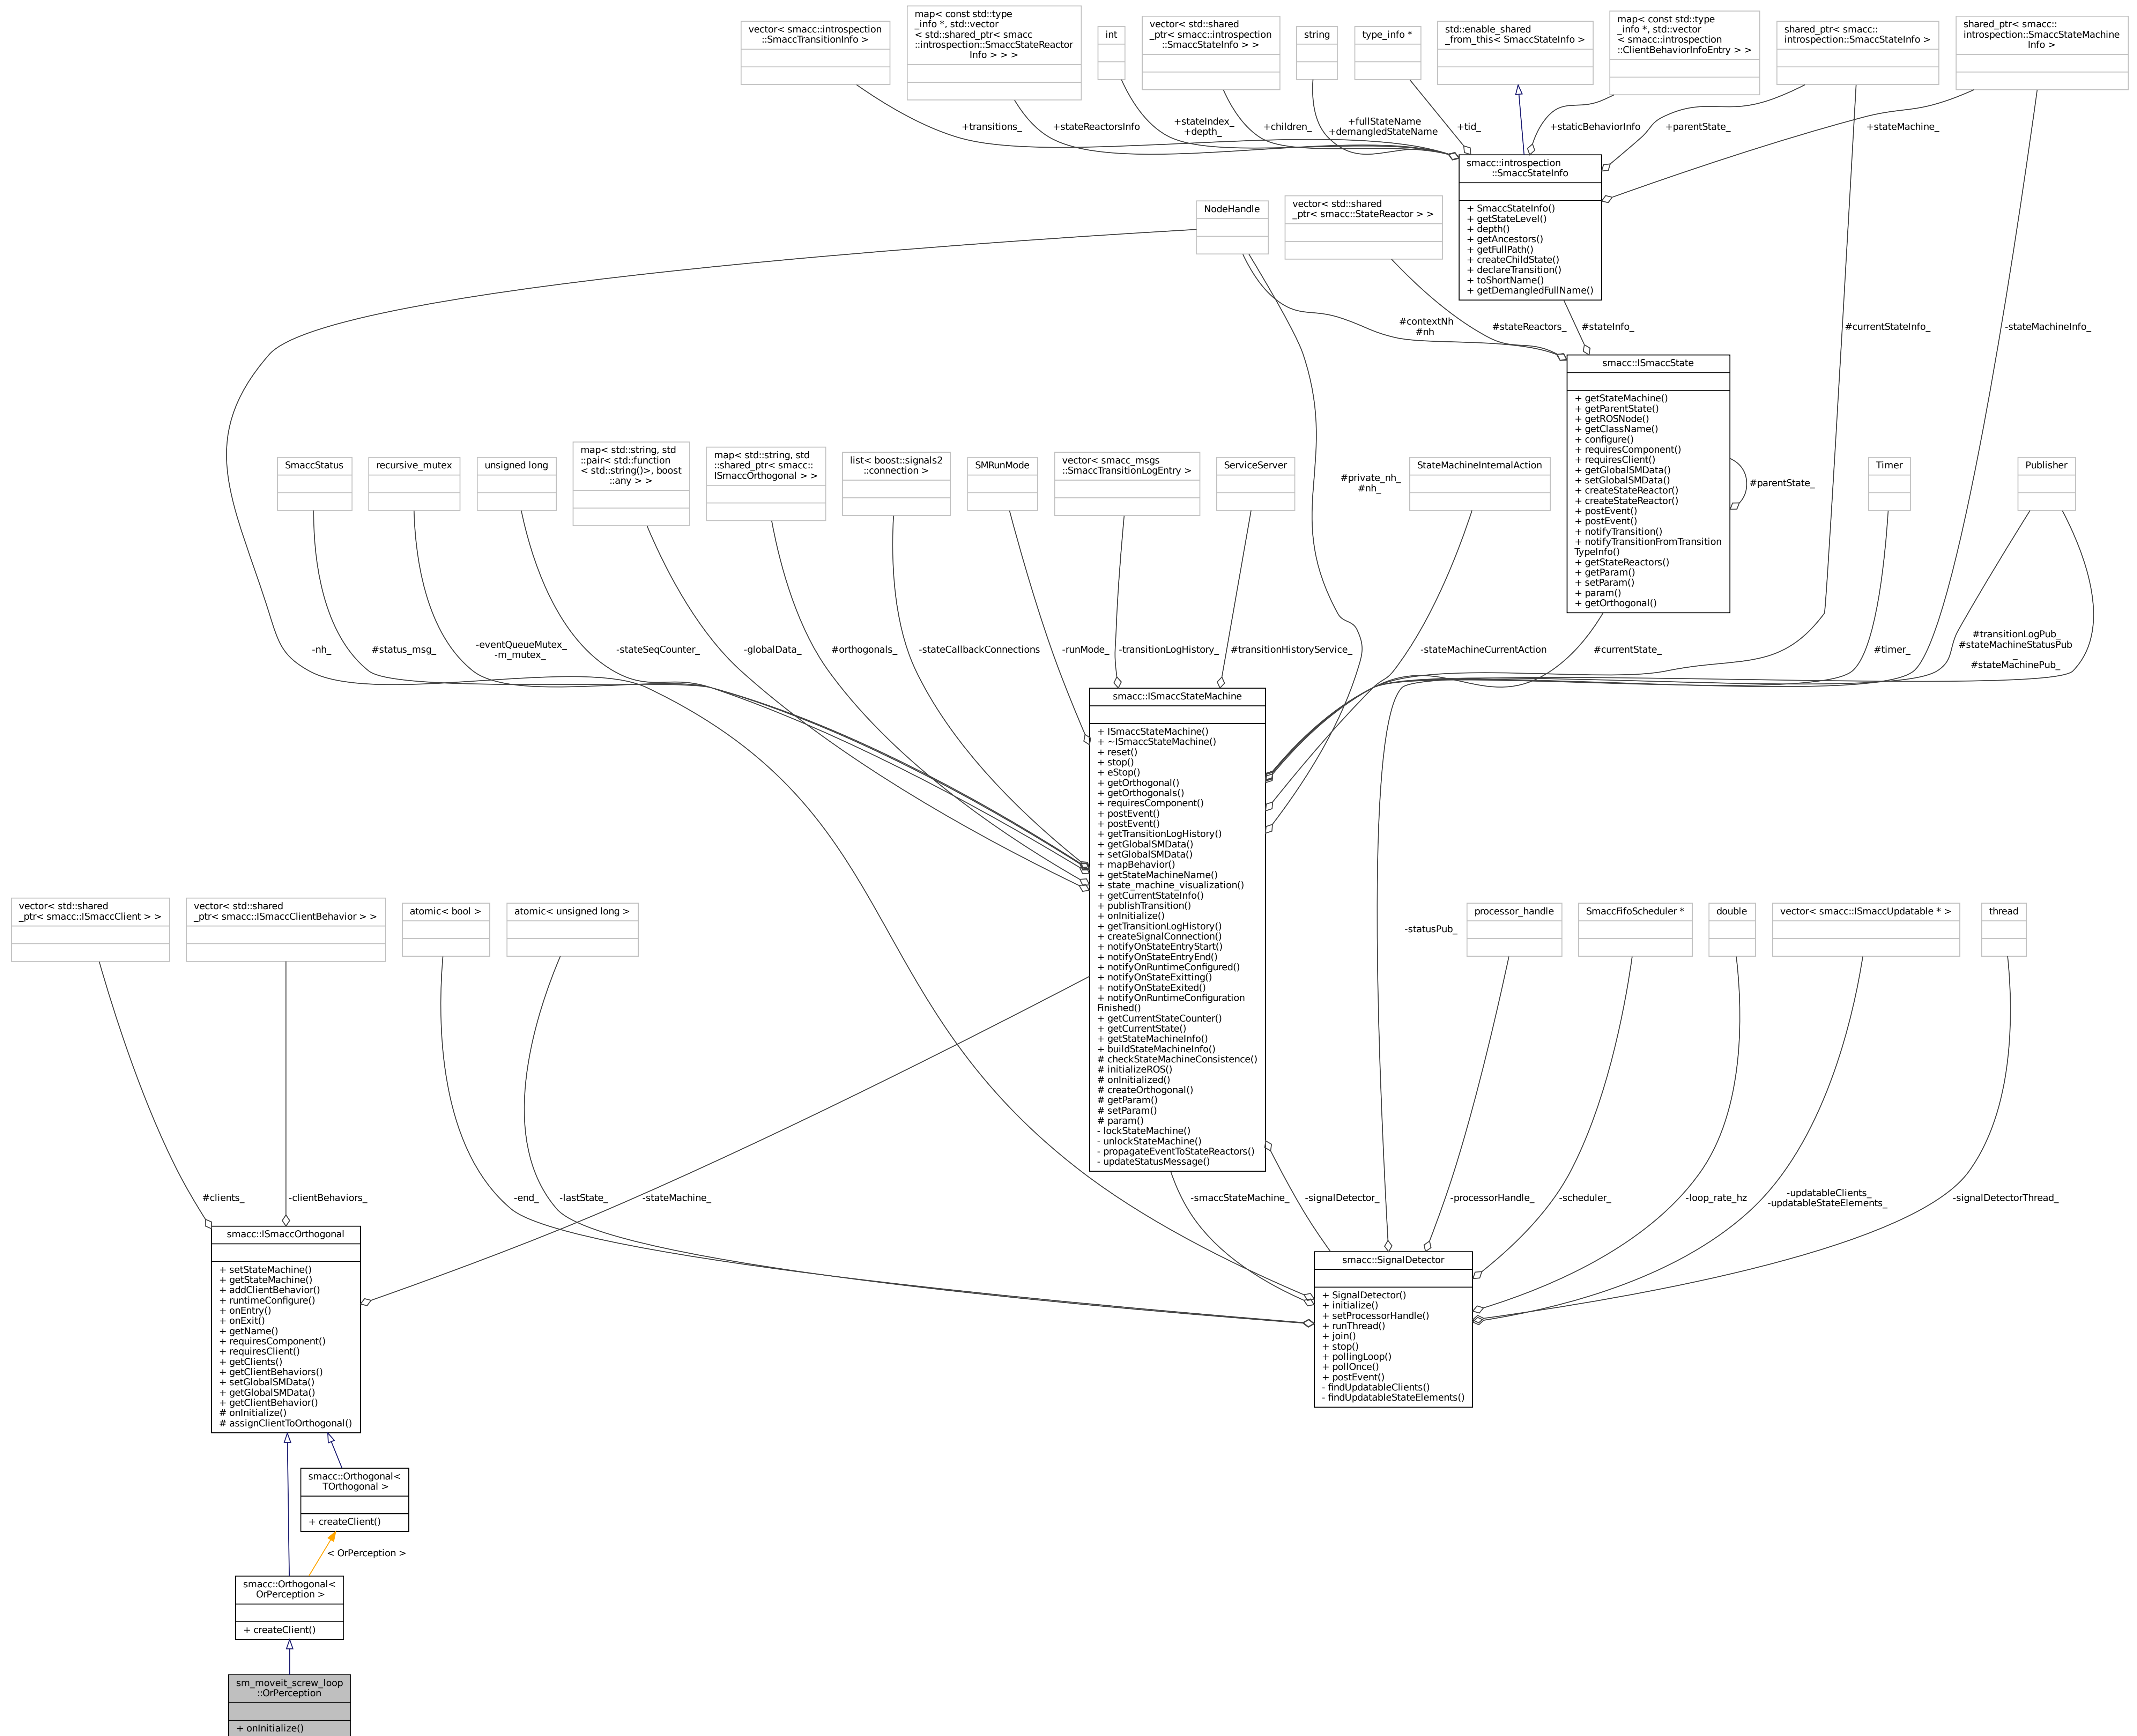 vector< smacc::introspection
::SmaccTransitionInfo >
map< const std::type
_info *, std::vector
< std::shared_ptr< smacc
::introspection::SmaccStateReactor
Info > > >
int
vector< std::shared
_ptr< smacc::introspection
::SmaccStateInfo > >
string
type_info *
std::enable_shared
_from_this< SmaccStateInfo >
map< const std::type
_info *, std::vector
< smacc::introspection
::ClientBehaviorInfoEntry > >
shared_ptr< smacc::
introspection::SmaccStateInfo >
shared_ptr< smacc::
introspection::SmaccStateMachine
Info >
+transitions_
+stateReactorsInfo
+stateIndex_
+depth_
+children_
+fullStateName
+demangledStateName
+tid_
+staticBehaviorInfo
+parentState_
+stateMachine_
smacc::introspection
::SmaccStateInfo
+ SmaccStateInfo()
+ getStateLevel()
+ depth()
+ getAncestors()
+ getFullPath()
+ createChildState()
+ declareTransition()
+ toShortName()
+ getDemangledFullName()
NodeHandle
vector< std::shared
_ptr< smacc::StateReactor > >
#contextNh
#nh
#stateReactors_
#stateInfo_
#currentStateInfo_
-stateMachineInfo_
smacc::ISmaccState
+ getStateMachine()
+ getParentState()
+ getROSNode()
+ getClassName()
+ configure()
+ requiresComponent()
+ requiresClient()
+ getGlobalSMData()
+ setGlobalSMData()
+ createStateReactor()
+ createStateReactor()
+ postEvent()
+ postEvent()
+ notifyTransition()
+ notifyTransitionFromTransition
TypeInfo()
+ getStateReactors()
+ getParam()
+ setParam()
+ param()
+ getOrthogonal()
#parentState_
SmaccStatus
recursive_mutex
unsigned long
map< std::string, std
::pair< std::function
< std::string()>, boost
::any > >
map< std::string, std
::shared_ptr< smacc::
ISmaccOrthogonal > >
list< boost::signals2
::connection >
SMRunMode
vector< smacc_msgs
::SmaccTransitionLogEntry >
ServiceServer
#private_nh_
#nh_
StateMachineInternalAction
Timer
Publisher
-nh_
#status_msg_
-eventQueueMutex_
-m_mutex_
-stateSeqCounter_
-globalData_
#orthogonals_
-stateCallbackConnections
-runMode_
-transitionLogHistory_
#transitionHistoryService_
-stateMachineCurrentAction
#currentState_
#timer_
#transitionLogPub_
#stateMachineStatusPub
_
#stateMachinePub_
smacc::ISmaccStateMachine
+ ISmaccStateMachine()
+ ~ISmaccStateMachine()
+ reset()
+ stop()
+ eStop()
+ getOrthogonal()
+ getOrthogonals()
+ requiresComponent()
+ postEvent()
+ postEvent()
+ getTransitionLogHistory()
+ getGlobalSMData()
+ setGlobalSMData()
+ mapBehavior()
+ getStateMachineName()
+ state_machine_visualization()
+ getCurrentStateInfo()
+ publishTransition()
+ onInitialize()
+ getTransitionLogHistory()
+ createSignalConnection()
+ notifyOnStateEntryStart()
+ notifyOnStateEntryEnd()
+ notifyOnRuntimeConfigured()
+ notifyOnStateExitting()
+ notifyOnStateExited()
+ notifyOnRuntimeConfiguration
Finished()
+ getCurrentStateCounter()
+ getCurrentState()
+ getStateMachineInfo()
+ buildStateMachineInfo()
# checkStateMachineConsistence()
# initializeROS()
# onInitialized()
# createOrthogonal()
# getParam()
# setParam()
# param()
- lockStateMachine()
- unlockStateMachine()
- propagateEventToStateReactors()
- updateStatusMessage()
vector< std::shared
_ptr< smacc::ISmaccClient > >
vector< std::shared
_ptr< smacc::ISmaccClientBehavior > >
atomic< bool >
atomic< unsigned long >
-statusPub_
processor_handle
SmaccFifoScheduler *
double
vector< smacc::ISmaccUpdatable * >
thread
#clients_
-clientBehaviors_
-end_
-lastState_
-stateMachine_
-smaccStateMachine_
-signalDetector_
-processorHandle_
-scheduler_
-loop_rate_hz
-updatableClients_
-updatableStateElements_
-signalDetectorThread_
smacc::ISmaccOrthogonal
+ setStateMachine()
+ getStateMachine()
+ addClientBehavior()
+ runtimeConfigure()
+ onEntry()
+ onExit()
+ getName()
+ requiresComponent()
+ requiresClient()
+ getClients()
+ getClientBehaviors()
+ setGlobalSMData()
+ getGlobalSMData()
+ getClientBehavior()
# onInitialize()
# assignClientToOrthogonal()
smacc::SignalDetector
+ SignalDetector()
+ initialize()
+ setProcessorHandle()
+ runThread()
+ join()
+ stop()
+ pollingLoop()
+ pollOnce()
+ postEvent()
- findUpdatableClients()
- findUpdatableStateElements()
smacc::Orthogonal<
TOrthogonal >
+ createClient()
< OrPerception >
smacc::Orthogonal<
OrPerception >
+ createClient()
sm_moveit_screw_loop
::OrPerception
+ onInitialize()